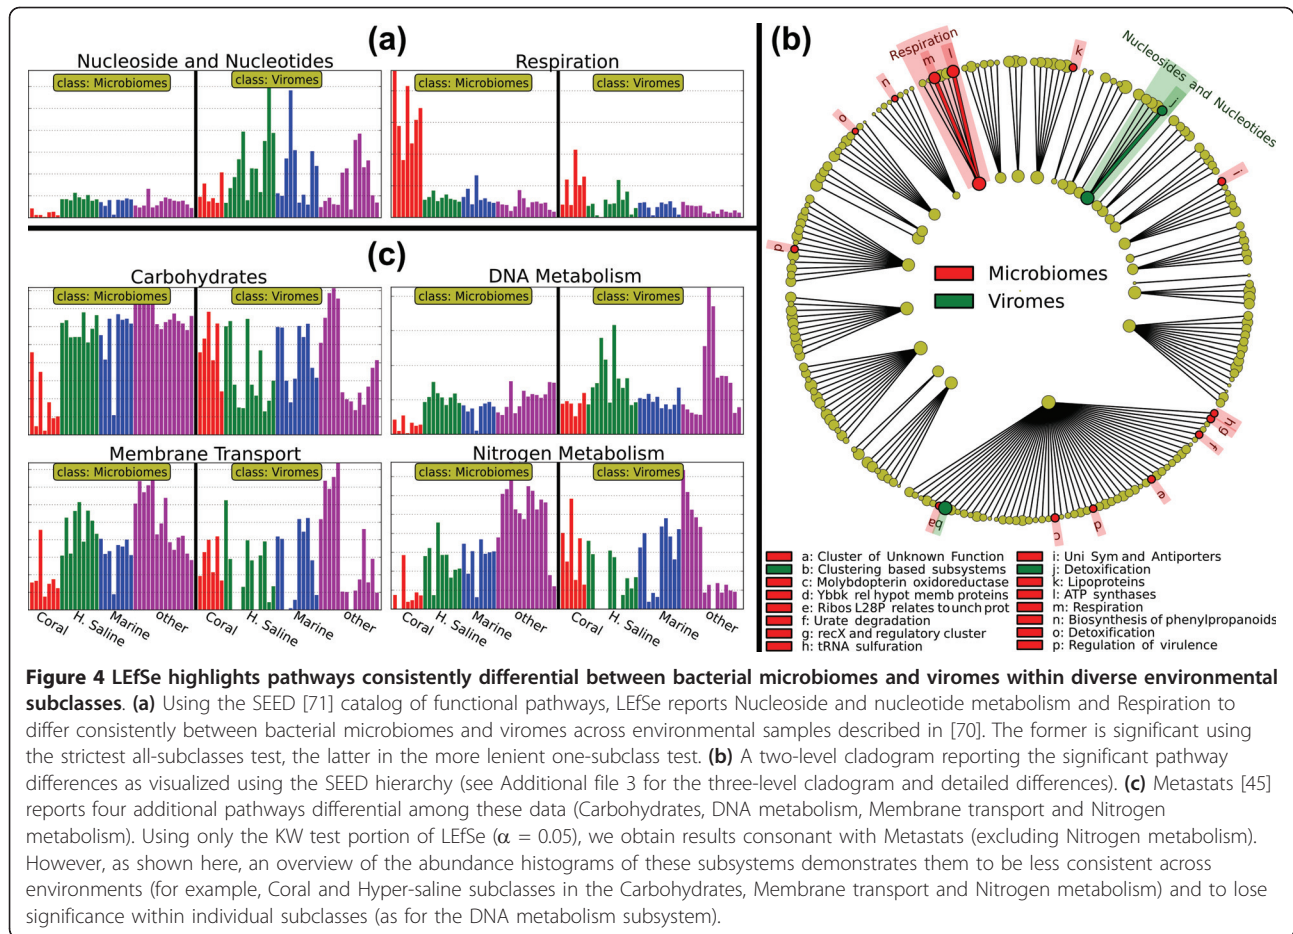 (a)
Nucleoside and Nucleotides
class: Microbiomes
class: Viromes
Respiration
class: Microbiomes
class: Viromes
(c)
Carbohydrates
class: Microbiomes
class: Viromes
DNA Metabolism
class: Microbiomes
class: Viromes
Membrane Transport
class: Microbiomes
class: Viromes
Nitrogen Metabolism
class: Microbiomes
class: Viromes
Coral
H. Saline
Marine
other
Coral
H. Saline
Marine
other
Coral
H. Saline
Marine
other
Coral
H. Saline
Marine
other
(b)
Respiration
m
l
k
Nucleosides and Nucleotides
j
n
o
i
p
Microbiomes
Viromes
h
g
f
e
d
c
b
a
a: Cluster of Unknown Function
b: Clustering based subsystems
c: Molybdopterin oxidoreductase
d: Ybbk rel hypot memb proteins
e: Ribos L28P relates to unch prot
f: Urate degradation
g: recX and regulatory cluster
h: tRNA sulfuration
i: Uni Sym and Antiporters
j: Detoxification
k: Lipoproteins
l: ATP synthases
m: Respiration
n: Biosynthesis of phenylpropanoids
o: Detoxification
p: Regulation of virulence
Figure 4 LEfSe highlights pathways consistently differential between bacterial microbiomes and viromes within diverse environmental
subclasses. (a) Using the SEED [71] catalog of functional pathways, LEfSe reports Nucleoside and nucleotide metabolism and Respiration to
differ consistently between bacterial microbiomes and viromes across environmental samples described in [70]. The former is significant using
the strictest all-subclasses test, the latter in the more lenient one-subclass test. (b) A two-level cladogram reporting the significant pathway
differences as visualized using the SEED hierarchy (see Additional file 3 for the three-level cladogram and detailed differences). (c) Metastats [45]
reports four additional pathways differential among these data (Carbohydrates, DNA metabolism, Membrane transport and Nitrogen
metabolism). Using only the KW test portion of LEfSe (α = 0.05), we obtain results consonant with Metastats (excluding Nitrogen metabolism).
However, as shown here, an overview of the abundance histograms of these subsystems demonstrates them to be less consistent across
environments (for example, Coral and Hyper-saline subclasses in the Carbohydrates, Membrane transport and Nitrogen metabolism) and to lose
significance within individual subclasses (as for the DNA metabolism subsystem).